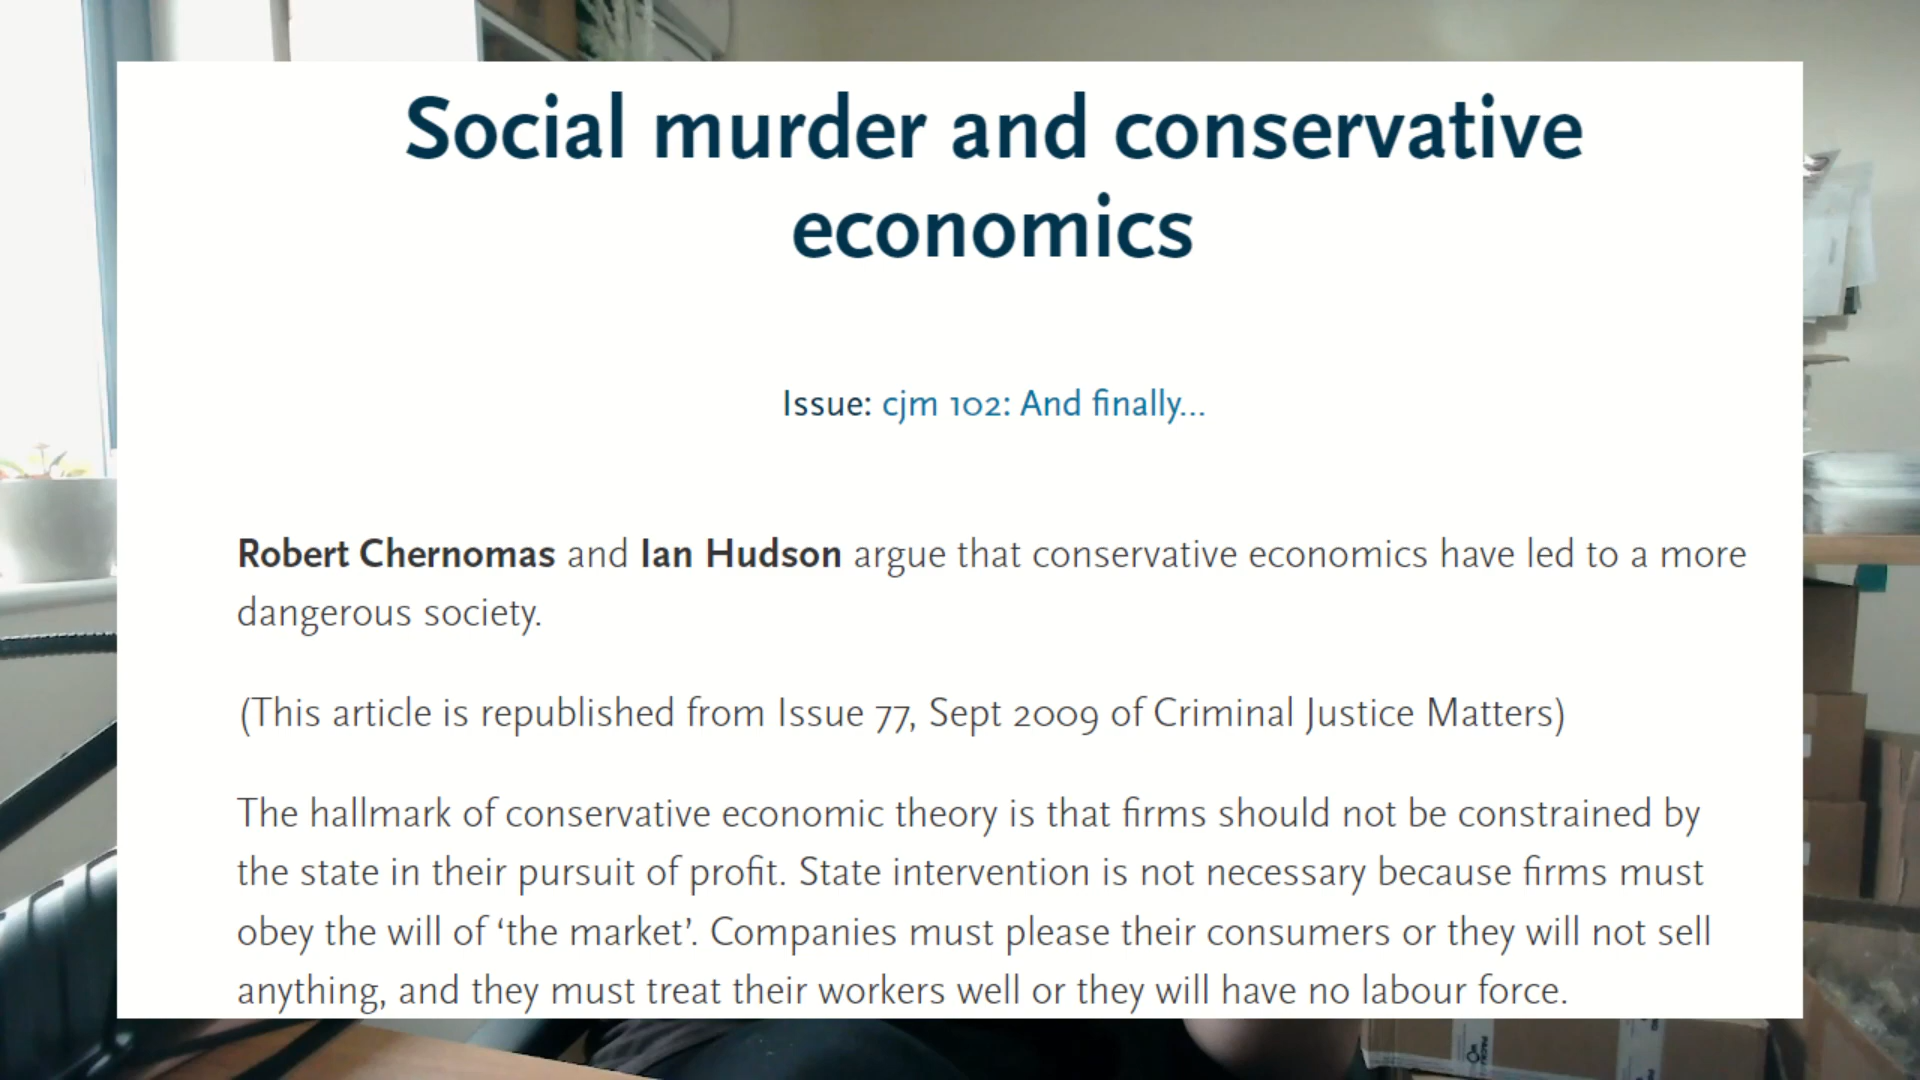 Social murder and conservative
economics
Issue: cjm 102: And finally...
Robert Chernomas and Ian Hudson argue that conservative economics have led to a more
dangerous society.
(This article is republished from Issue 77, Sept 2009 of Criminal Justice Matters)
The hallmark of conservative economic theory is that firms should not be constrained by
the state in their pursuit of profit. State intervention is not necessary because firms must
obey the will of ‘the market’. Companies must please their consumers or they will not sell
anything, and they must treat their workers well or they will have no labour force.